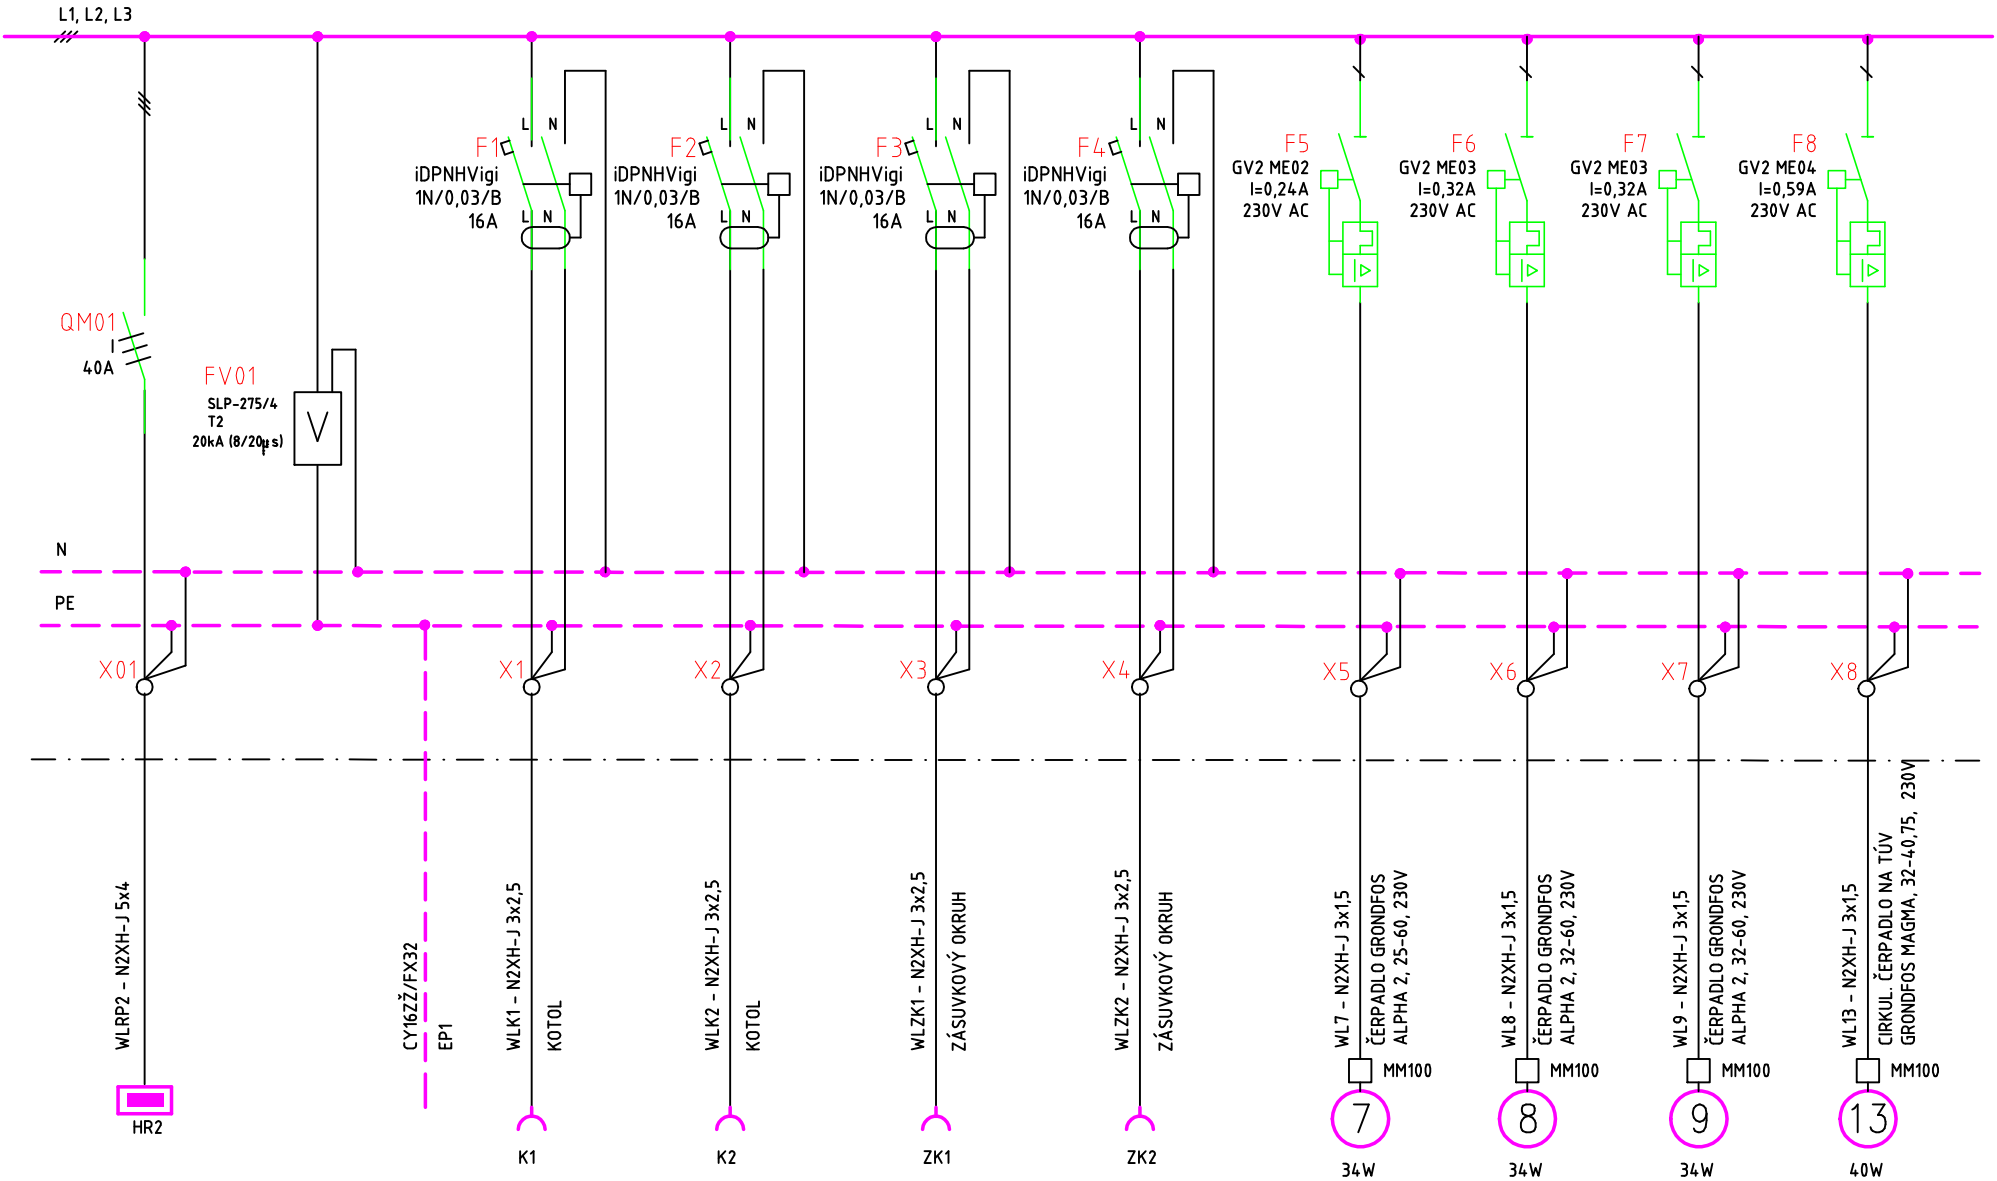 L1, L2, L3
QM01
I
40A
FV01
SLP-275/4
T2
20kA (8/20µs)
F1
iDPNHVigi
1N/0,03/B
16A
L N
L N
F2
iDPNHVigi
1N/0,03/B
16A
L N
L N
F3
iDPNHVigi
1N/0,03/B
16A
L N
L N
F4
iDPNHVigi
1N/0,03/B
16A
L N
L N
F5
GV2 ME02
I=0,24A
230V AC
F6
GV2 ME03
I=0,32A
230V AC
F7
GV2 ME03
I=0,32A
230V AC
F8
GV2 ME04
I=0,59A
230V AC
V
N
PE
X01
X1
X2
X3
X4
X5
X6
X7
X8
WLRP2 - N2XH-J 5x4
CY16ZŽ/FX32
EP1
WLK1 - N2XH-J 3x2,5
KOTOL
WLK2 - N2XH-J 3x2,5
KOTOL
WLZK1 - N2XH-J 3x2,5
ZÁSUVKOVÝ OKRUH
WLZK2 - N2XH-J 3x2,5
ZÁSUVKOVÝ OKRUH
WL7 - N2XH-J 3x1,5
ČERPADLO GRONDFOS
ALPHA 2, 25-60, 230V
WL8 - N2XH-J 3x1,5
ČERPADLO GRONDFOS
ALPHA 2, 32-60, 230V
WL9 - N2XH-J 3x1,5
ČERPADLO GRONDFOS
ALPHA 2, 32-60, 230V
WL13 - N2XH-J 3x1,5
CIRKUL. ČERPADLO NA TÚV
GRONDFOS MAGMA, 32-40,75, 230V
MM100
MM100
MM100
MM100
7
8
9
13
HR2
K1
K2
ZK1
ZK2
34W
34W
34W
40W